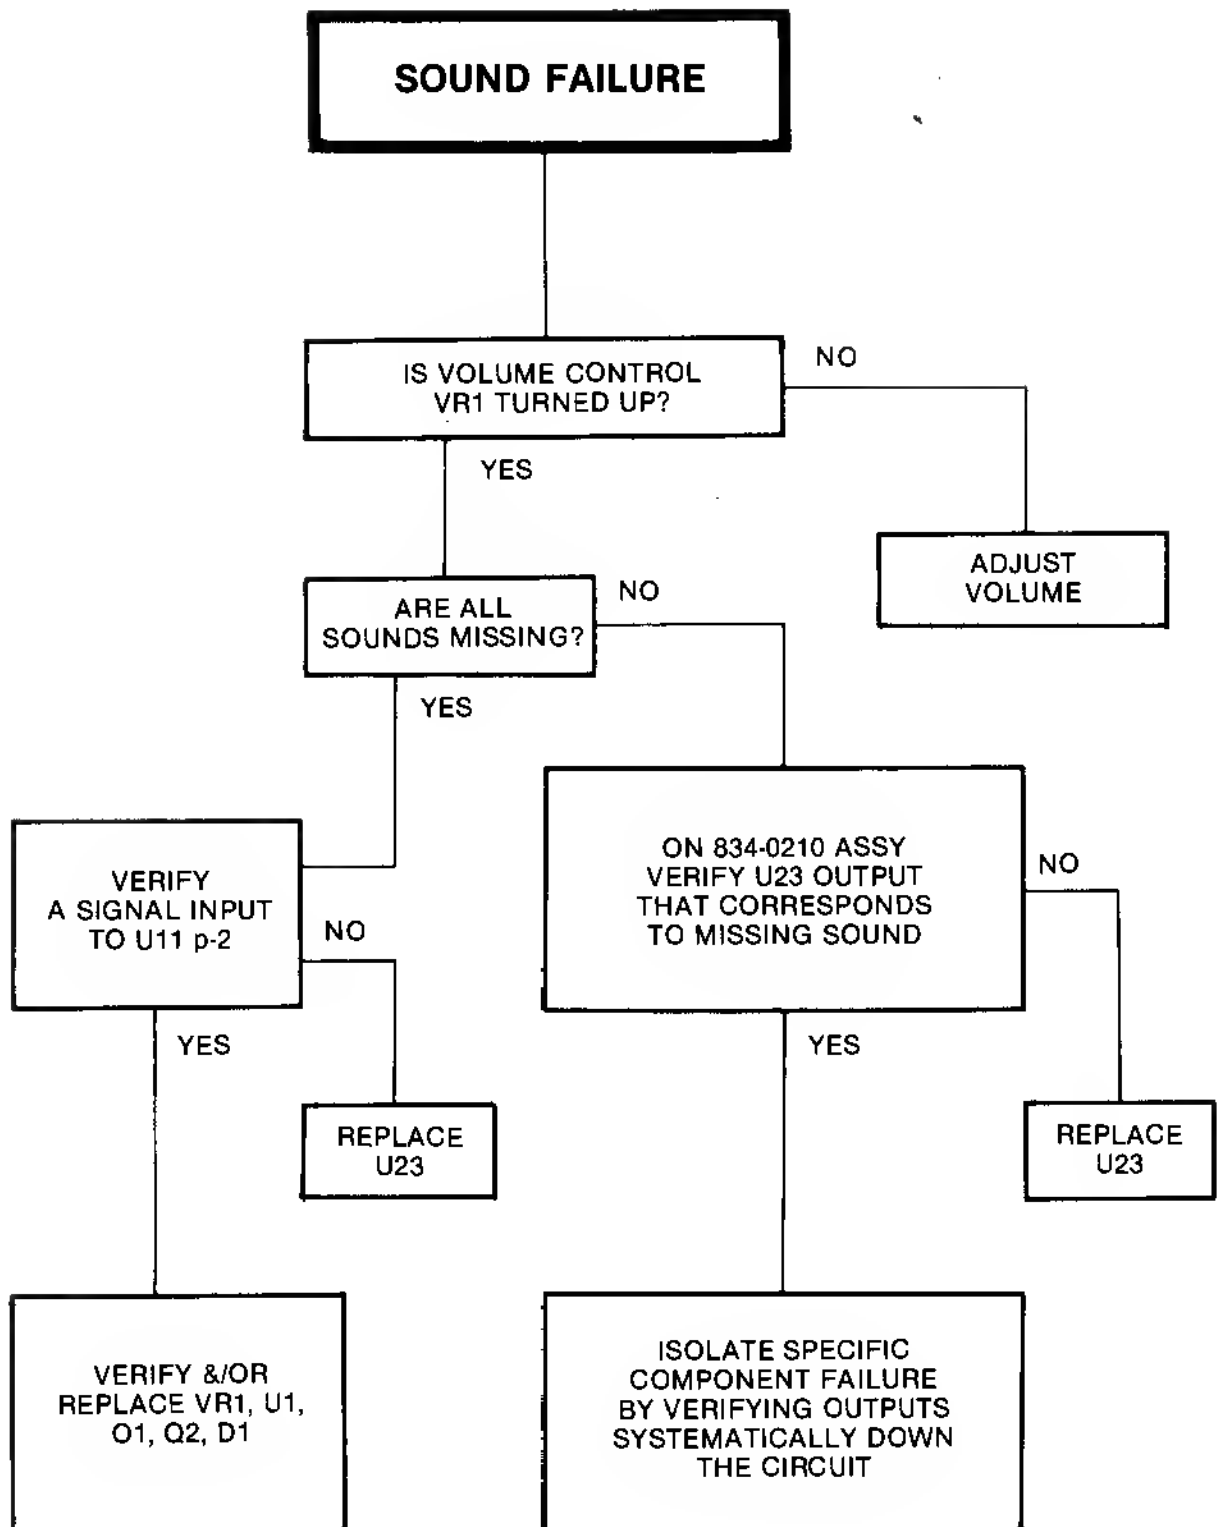 SOUND FAILURE
IS VOLUME CONTROL
VR1 TURNED UP?
NO
YES
ADJUST
VOLUME
ARE ALL
SOUNDS MISSING?
NO
YES
VERIFY
A SIGNAL INPUT
TO U11 p-2
NO
YES
ON 834-0210 ASSY
VERIFY U23 OUTPUT
THAT CORRESPONDS
TO MISSING SOUND
NO
YES
REPLACE
U23
REPLACE
U23
VERIFY &/OR
REPLACE VR1, U1,
O1, Q2, D1
ISOLATE SPECIFIC
COMPONENT FAILURE
BY VERIFYING OUTPUTS
SYSTEMATICALLY DOWN
THE CIRCUIT